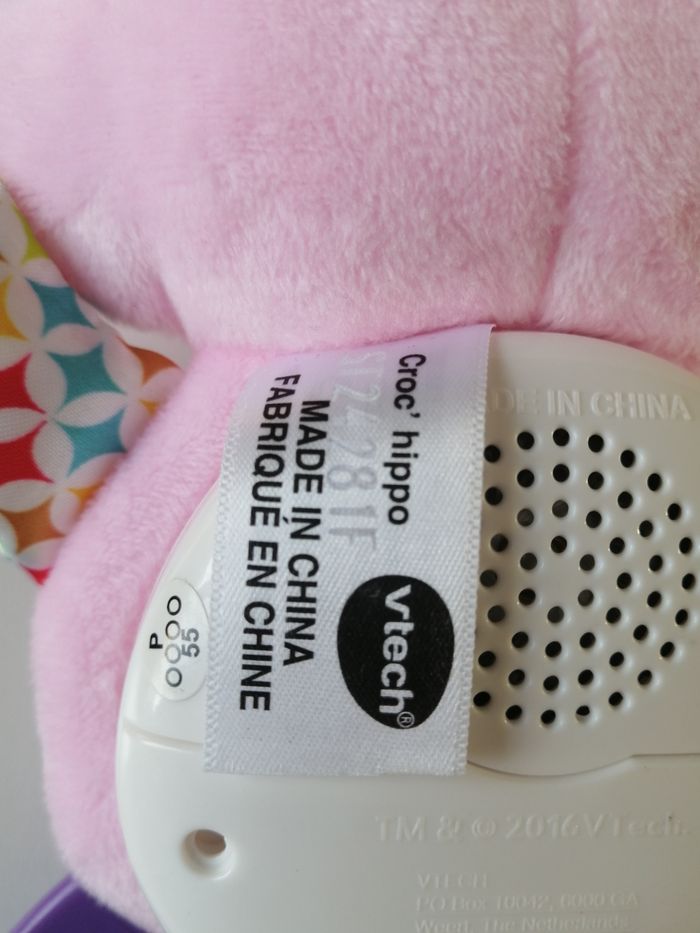 Croc' hippo
vtech®
MADE IN CHINA
FABRIQUÉ EN CHINE
P
55
DE IN CHINA
TM & © 2016 VTech.
VTECH
PO Box 10042, 6000 GA
Weert, The Netherlands